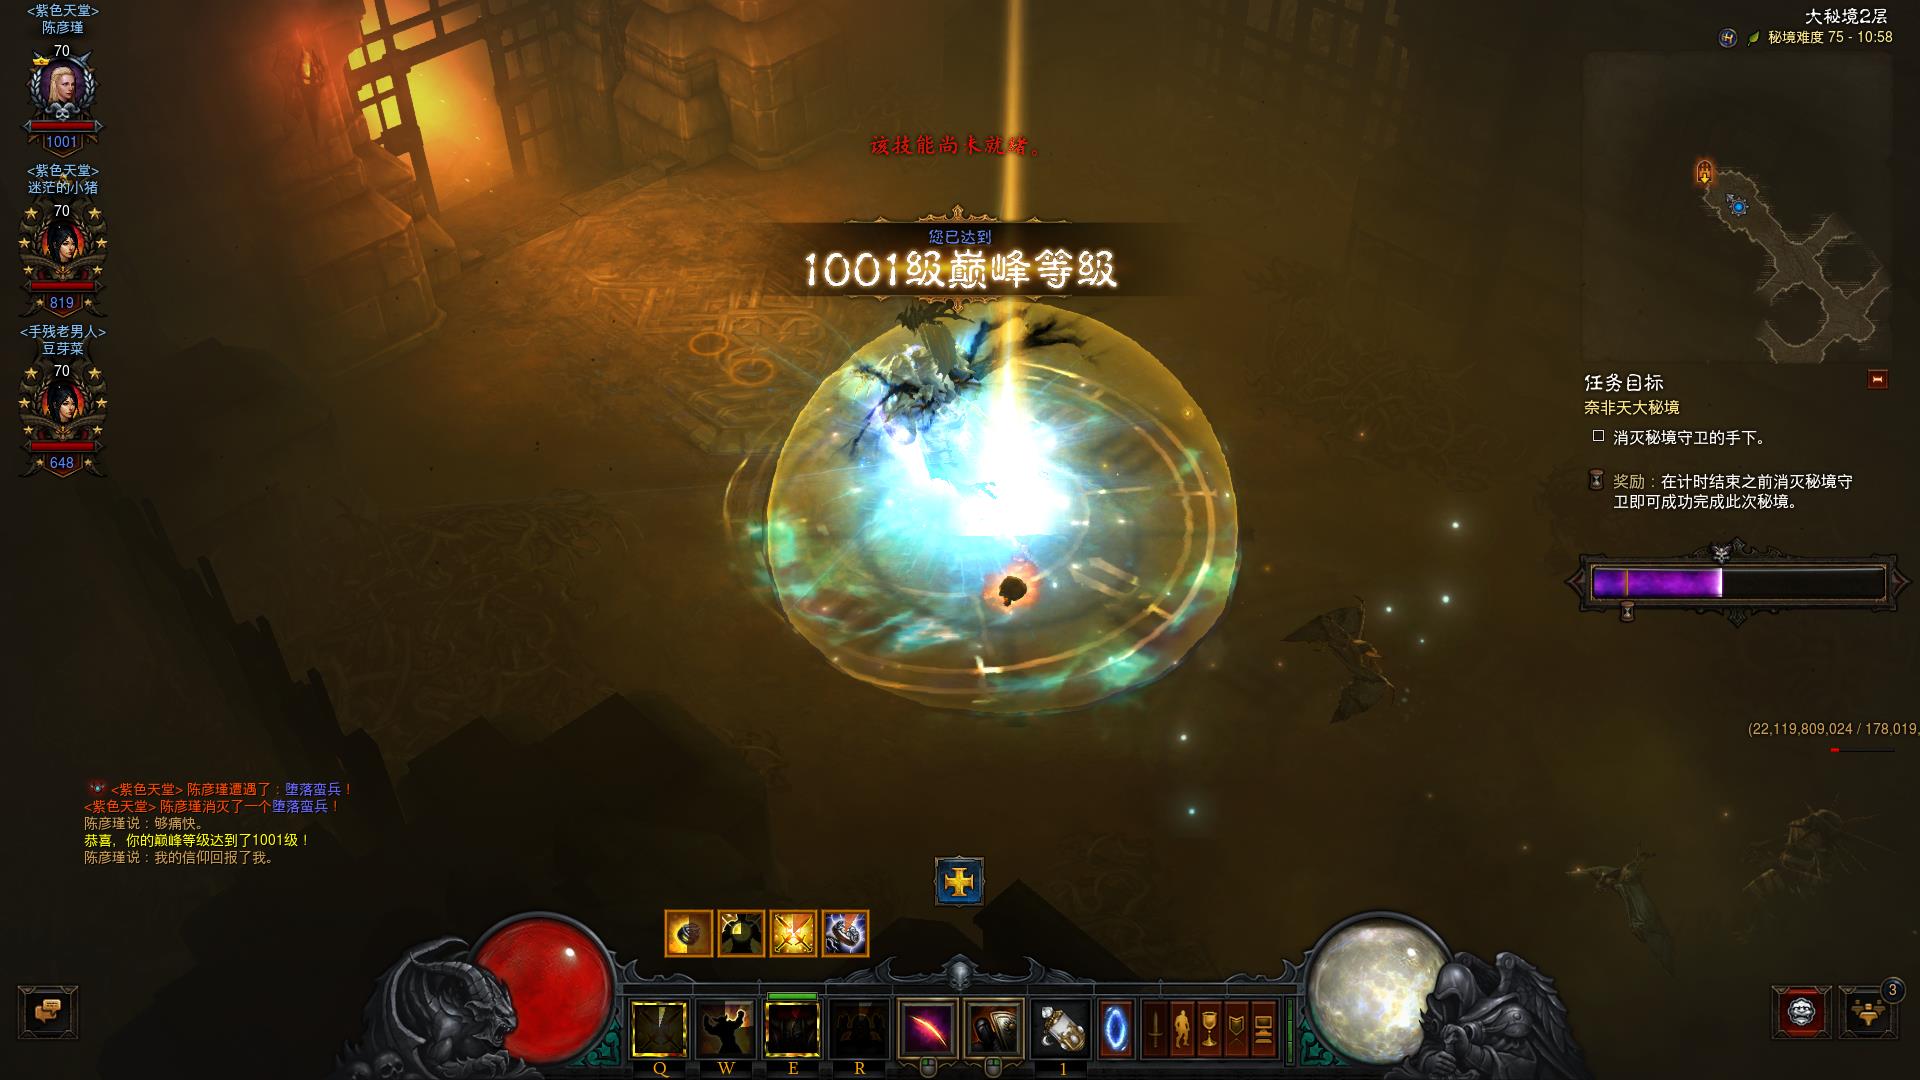 <紫色天堂>
陈彦瑾
70
1001
<紫色天堂>
迷茫的小猪
70
819
<手残老男人>
豆芽菜
70
648
大秘境2层
秘境难度 75 - 10:58
该技能尚未就绪。
您已达到
1001级巅峰等级
任务目标
奈非天大秘境
消灭秘境守卫的手下。
奖励：在计时结束之前消灭秘境守
卫即可成功完成此次秘境。
(22,119,809,024 / 178,019,
<紫色天堂> 陈彦瑾遭遇了：堕落蛮兵！
<紫色天堂> 陈彦瑾消灭了一个堕落蛮兵！
陈彦瑾说：够痛快。
恭喜，你的巅峰等级达到了1001级！
陈彦瑾说：我的信仰回报了我。
Q W E R 1
3